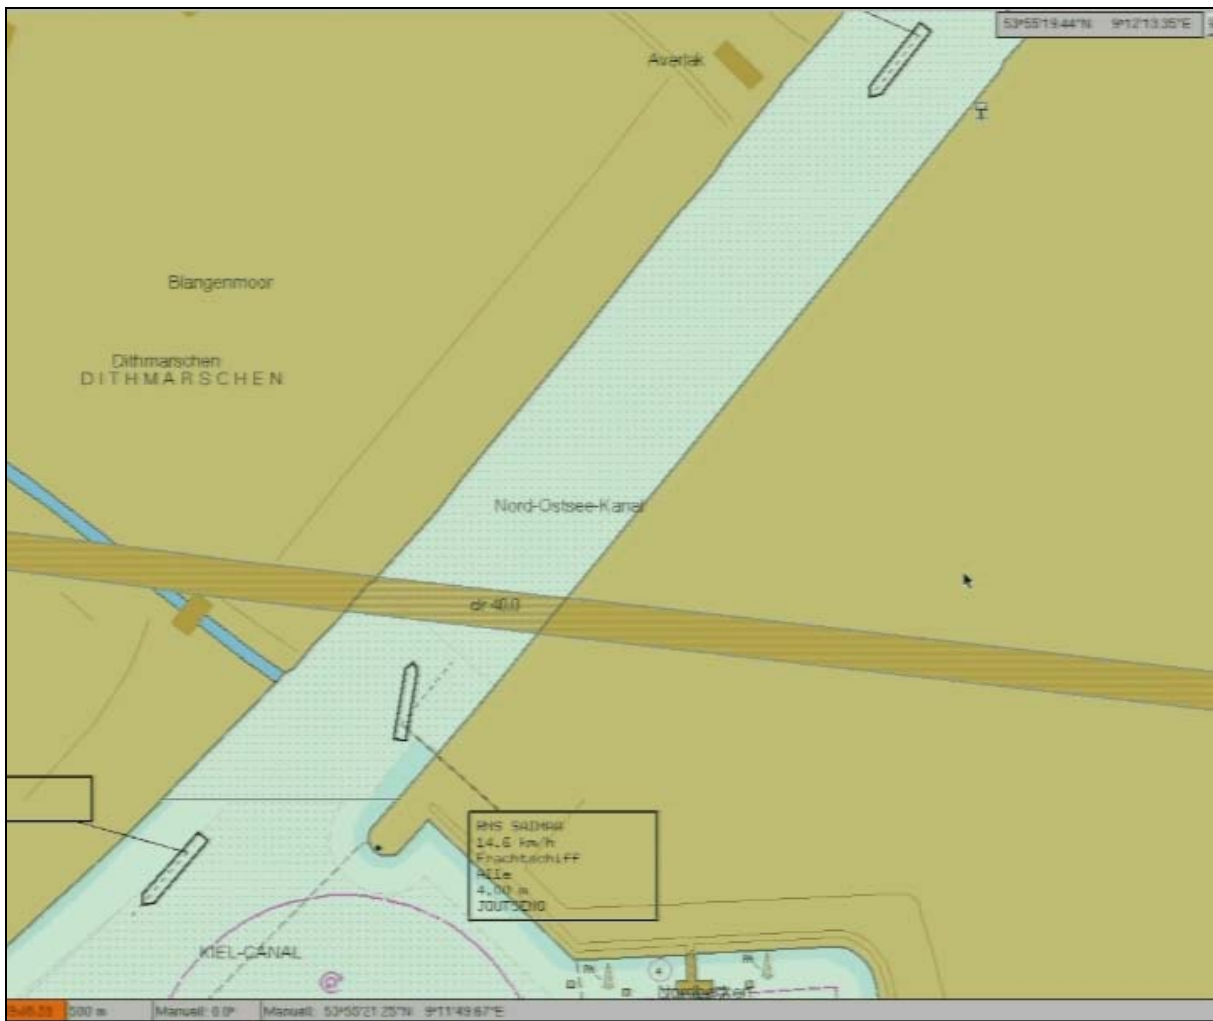 53°55'19.44"N 9°12'13.35"E
Averlak
Blangenmoor
Dithmarschen
DITHMARSCHEN
Nord-Ostsee-Kanal
clr 40.0
RMS SAIMAA
14.6 km/h
Frachtschiff
Alle
4.00 m
JOUTSENO
KIEL-CANAL
500 m Manuell: 0.0° Manuell: 53°55'21.25"N 9°11'49.67"E